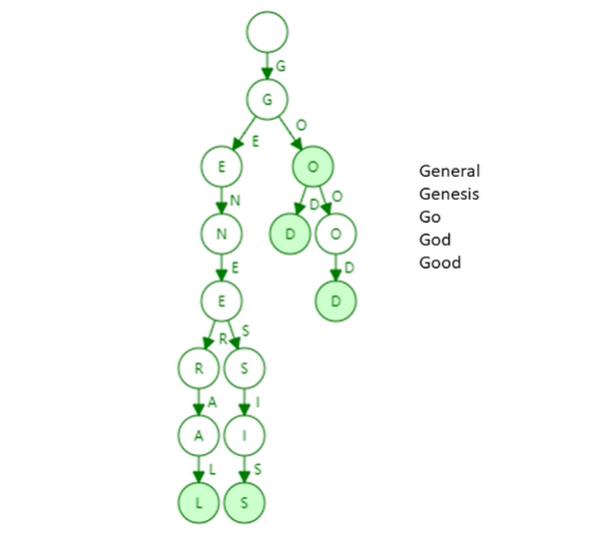 G
G
E O
E O
N D O
N D O
E D
E D
R S
R S
A I
A I
L S
L S
General
Genesis
Go
God
Good